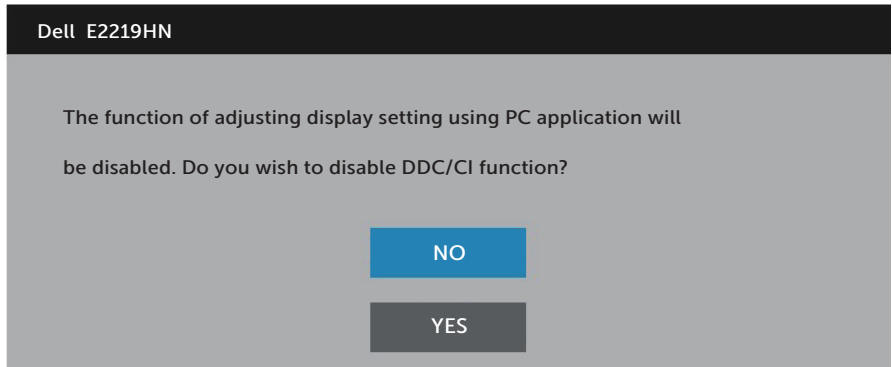 Dell E2219HN
The function of adjusting display setting using PC application will
be disabled. Do you wish to disable DDC/CI function?
NO
YES